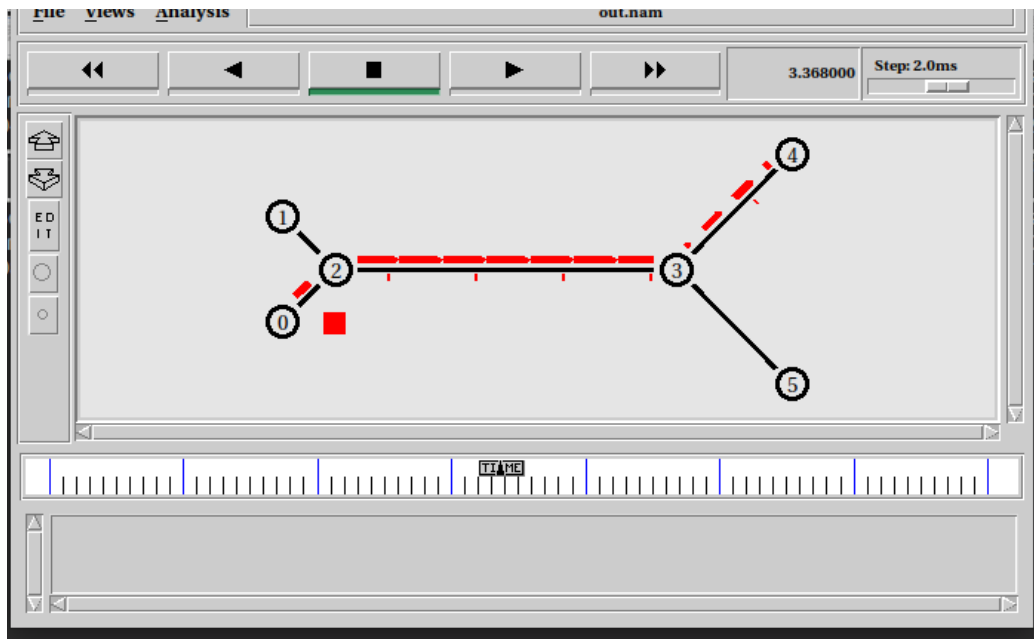 File Views Analysis out.nam
3.368000 Step: 2.0ms
ED
IT
1
2
0
3
4
5
TIME